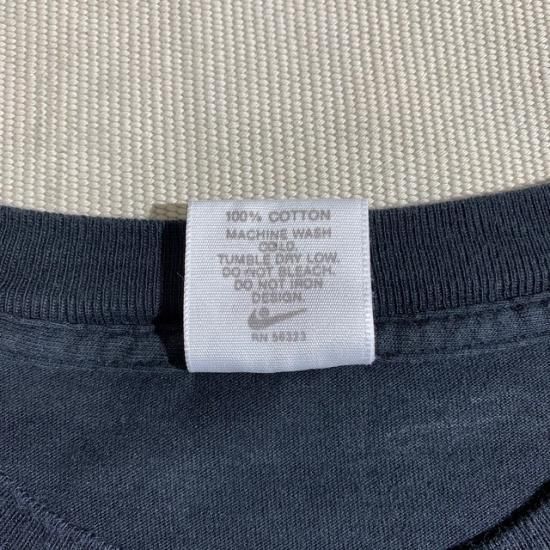 100% COTTON
MACHINE WASH
COLD.
TUMBLE DRY LOW.
DO NOT BLEACH.
DO NOT IRON
DESIGN.
RN 56323